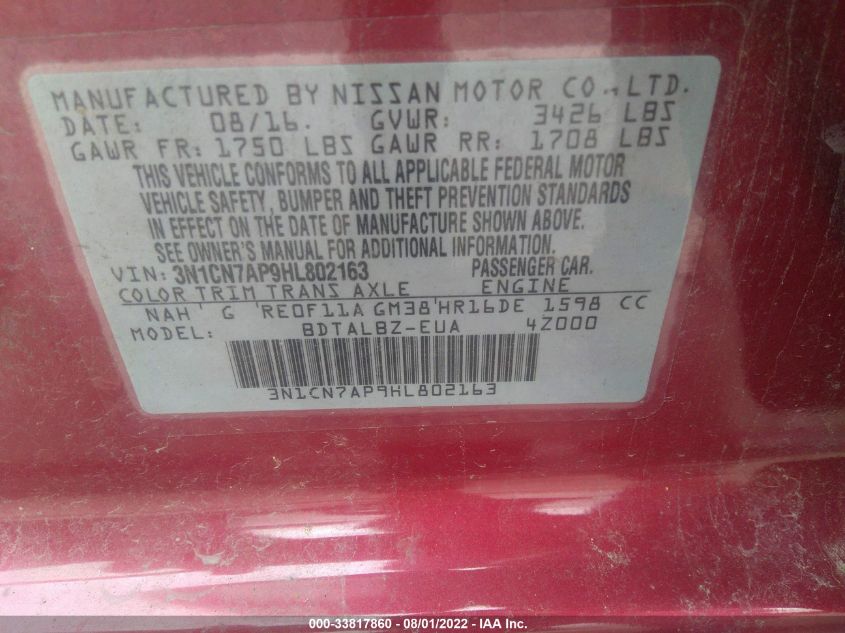 MANUFACTURED BY NISSAN MOTOR CO., LTD.
DATE: 08/16. GVWR: 3426 LBS
GAWR FR: 1750 LBS GAWR RR: 1708 LBS
THIS VEHICLE CONFORMS TO ALL APPLICABLE FEDERAL MOTOR
VEHICLE SAFETY, BUMPER AND THEFT PREVENTION STANDARDS
IN EFFECT ON THE DATE OF MANUFACTURE SHOWN ABOVE.
SEE OWNER'S MANUAL FOR ADDITIONAL INFORMATION.
VIN: 3N1CN7AP9HL802163 PASSENGER CAR.
COLOR TRIM TRANS AXLE ENGINE
NAH' G 'RE0F11A GM38'HR16DE 1598 CC
MODEL: BDTALBZ-EUA 4Z000
3N1CN7AP9HL802163
000-33817860 - 08/01/2022 - IAA Inc.